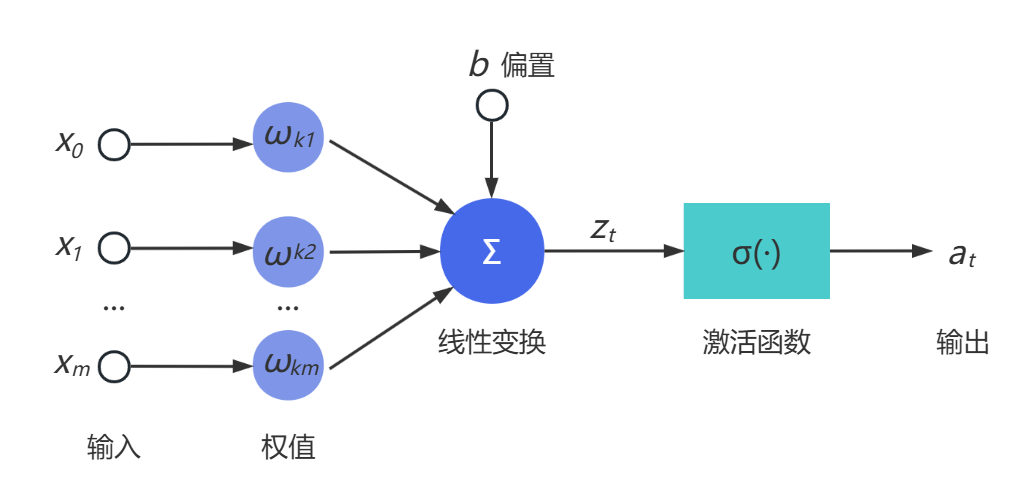 b 偏置
x₀
ωₖ₁
x₁
ωᵏ²
Σ
zₜ
σ(·)
aₜ
...
...
xₘ
ωₖₘ
线性变换
激活函数
输出
输入
权值